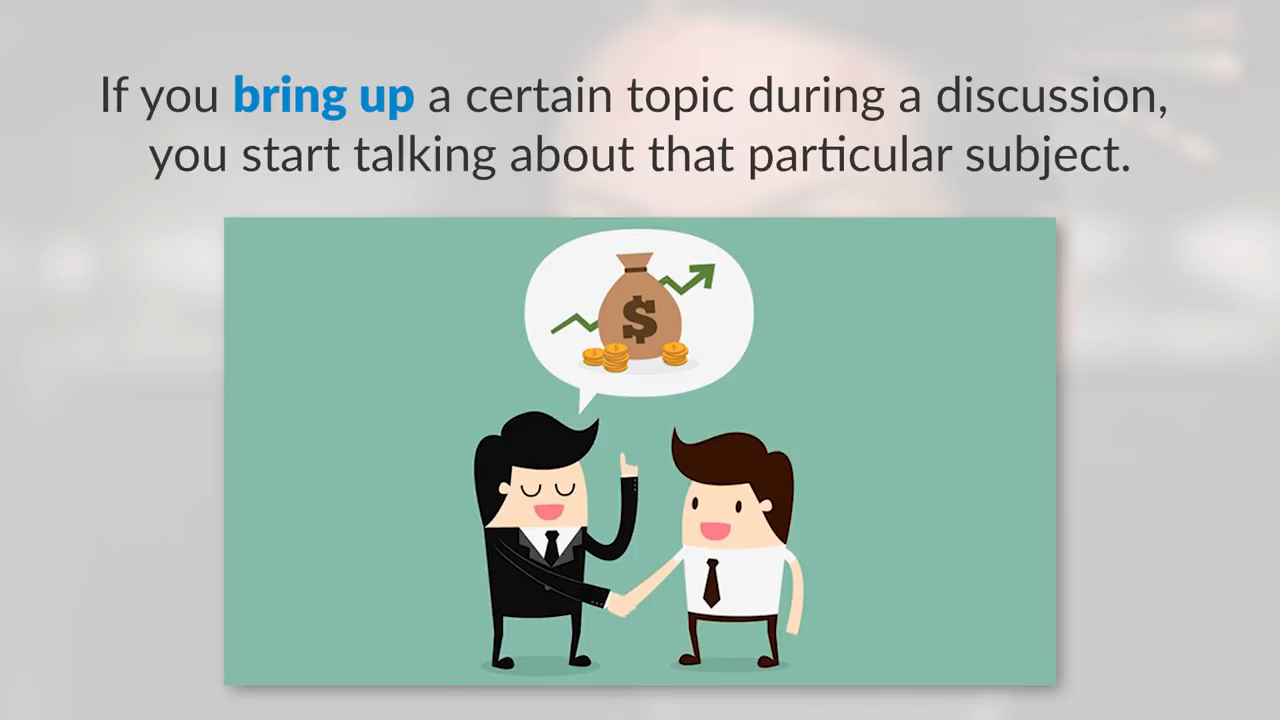 If you bring up a certain topic during a discussion,
you start talking about that particular subject.
$